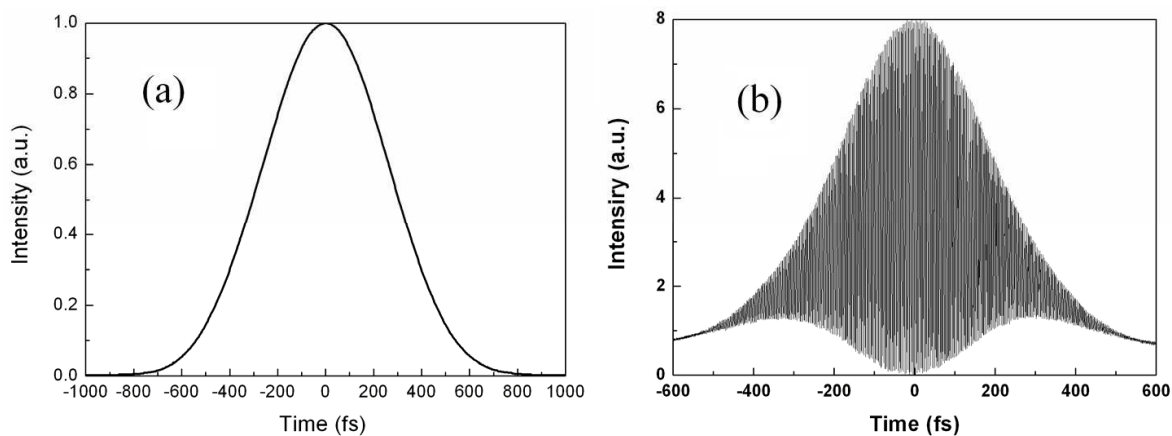 (a)
Intensity (a.u.)
1.0
0.8
0.6
0.4
0.2
0.0
-1000 -800 -600 -400 -200 0 200 400 600 800 1000
Time (fs)
(b)
Intensiry (a.u.)
8
6
4
2
0
-600 -400 -200 0 200 400 600
Time (fs)